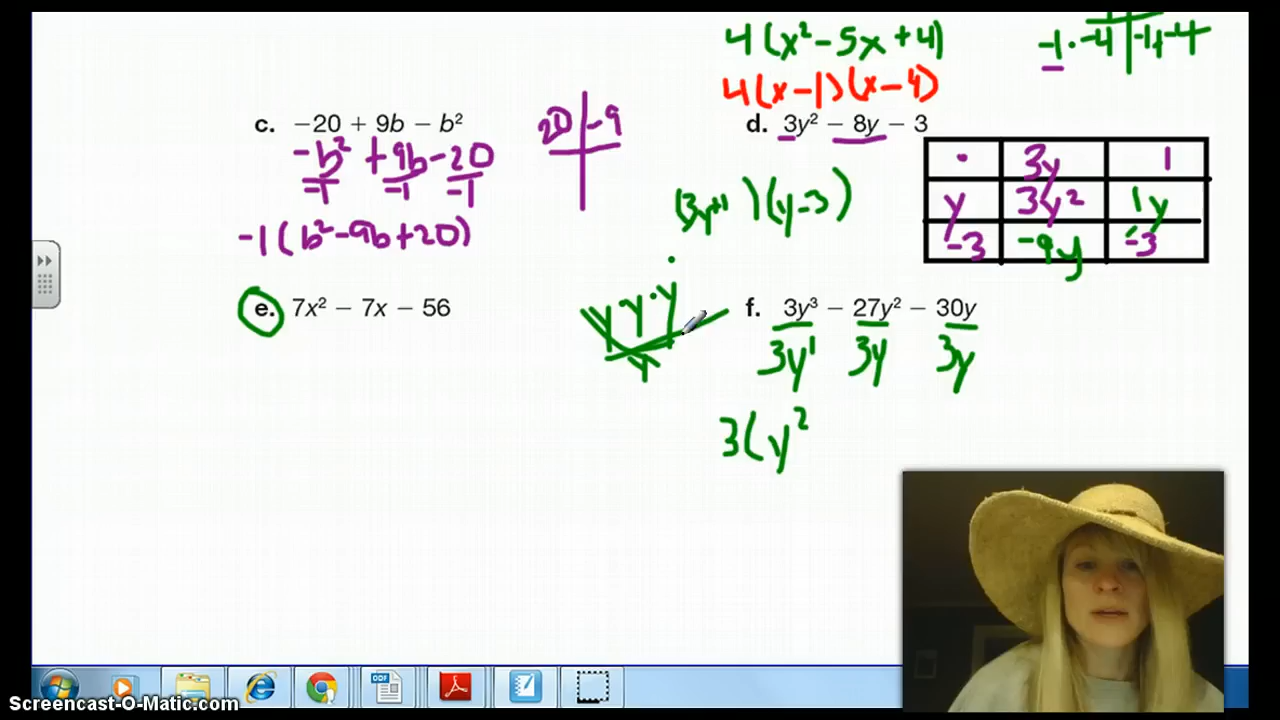 4(x² - 5x + 4)
-1 · -4 | -1 + -4
4(x - 1)(x - 4)
c. −20 + 9b − b²
20 | -9
-b² + 9b - 20
-1 -1 -1
-1(b² - 9b + 20)
d. 3y² − 8y − 3
· 3y 1
y 3y² 1y
-3 -9y -3
(3y+1)(y-3)
e. 7x² − 7x − 56
y · y · y
y
f. 3y³ − 27y² − 30y
3y¹ 3y 3y
3(y²
ODF
Screencast-O-Matic.com